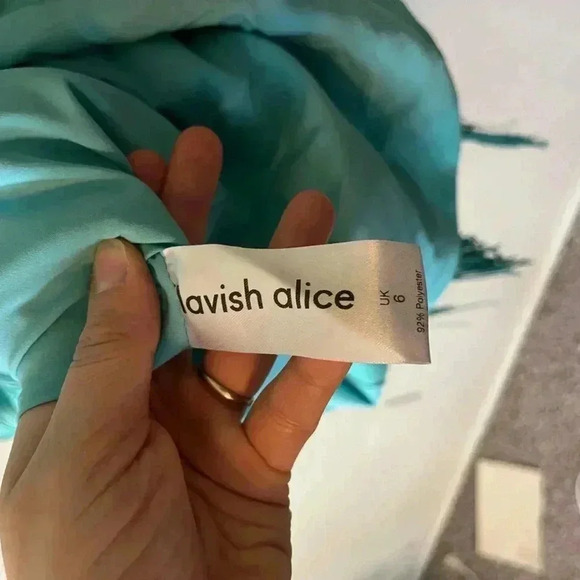 lavish alice
UK
6
92% Polyester